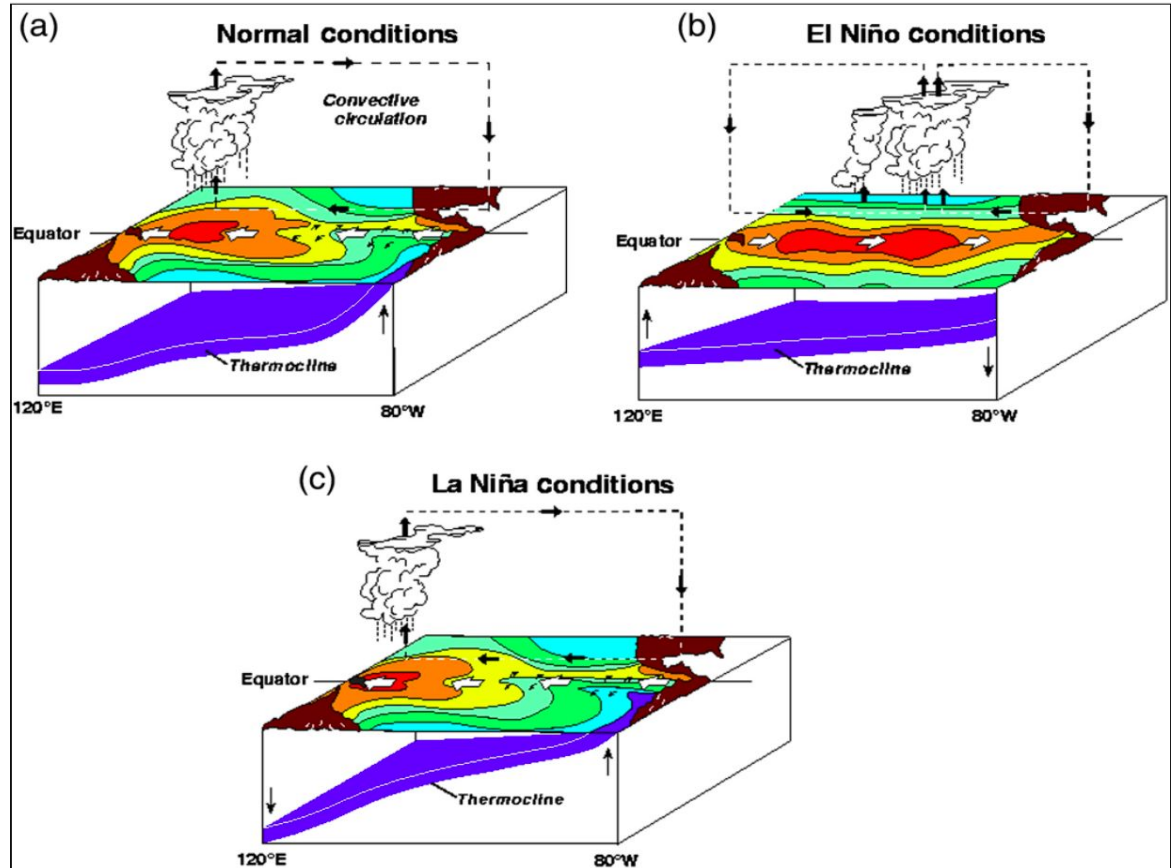 (a)
Normal conditions
Convective
circulation
Equator
Thermocline
120°E
80°W
(b)
El Niño conditions
Equator
Thermocline
120°E
80°W
(c)
La Niña conditions
Equator
Thermocline
120°E
80°W